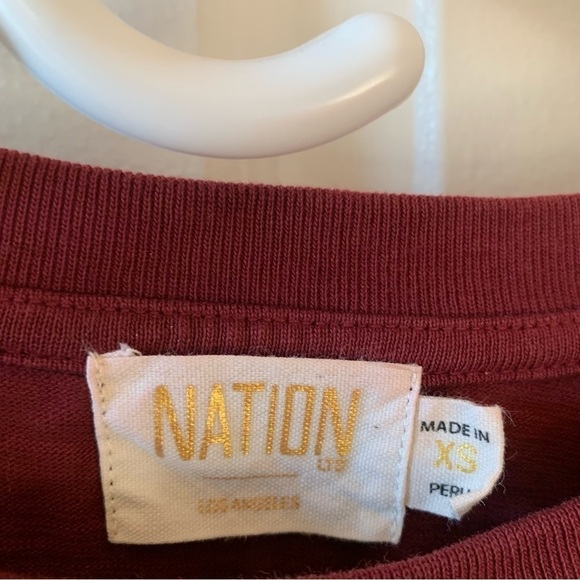 NATION
LTD
LOS ANGELES
MADE IN
XS
PERU